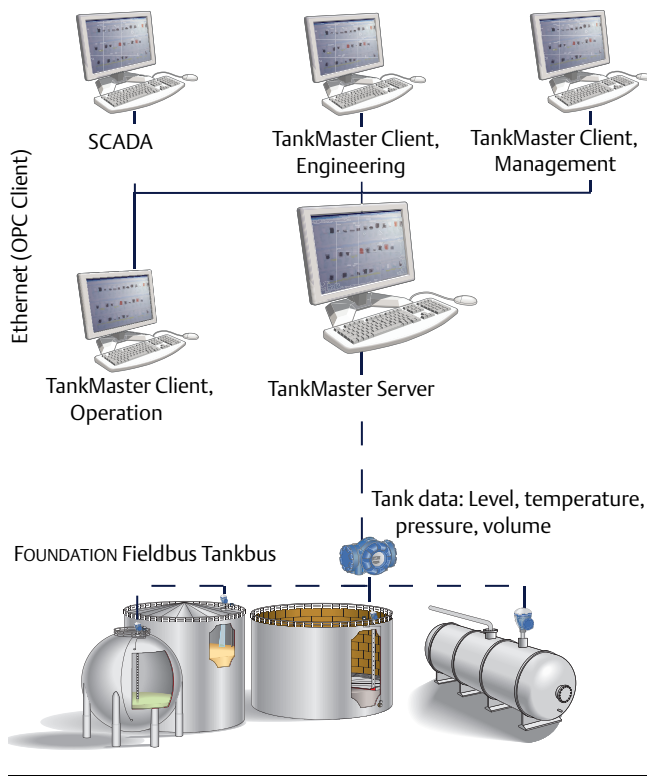 SCADA
TankMaster Client,
Engineering
TankMaster Client,
Management
Ethernet (OPC Client)
TankMaster Client,
Operation
TankMaster Server
Tank data: Level, temperature,
pressure, volume
FOUNDATION Fieldbus Tankbus